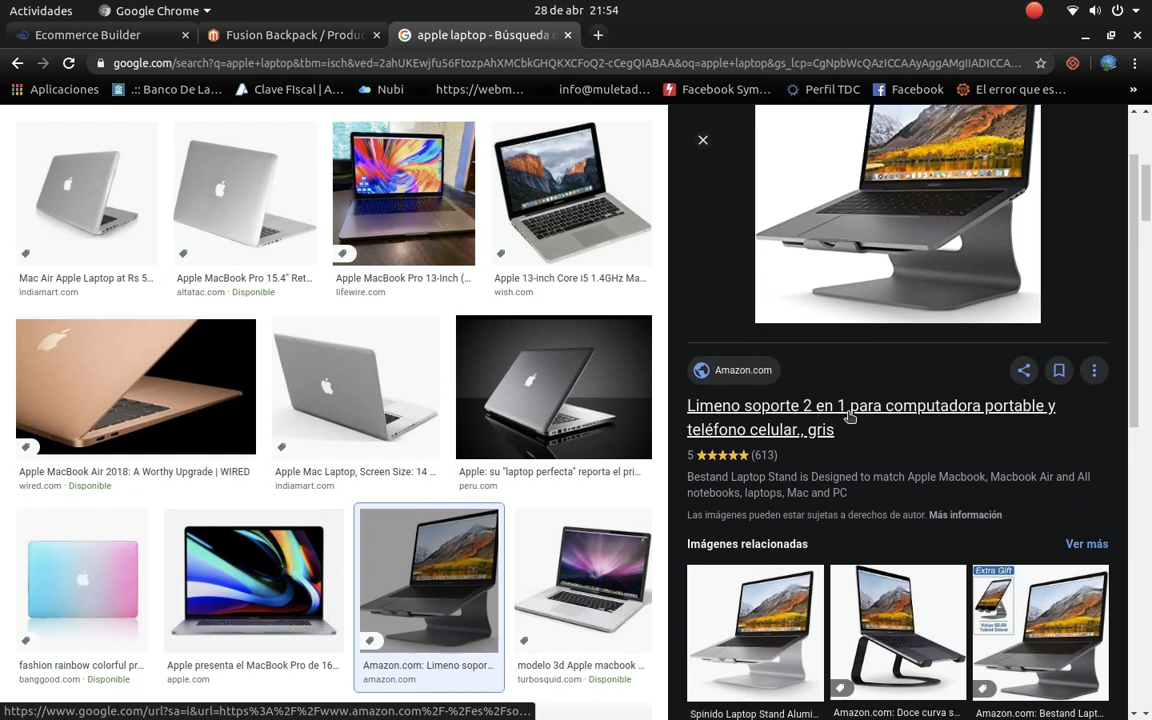 Actividades
Google Chrome
28 de abr 21:54
Ecommerce Builder
Fusion Backpack / Produc
apple laptop - Búsqueda
google.com/search?q=apple+laptop&tbm=isch&ved=2ahUKEwjfu56FtozpAhXMCbkGHQKXCFoQ2-cCegQIABAA&oq=apple+laptop&gs_lcp=CgNpbWcQAzICCAAyAggAMgIIADICCA...
Aplicaciones
.:: Banco De La...
Clave FIscal | A...
Nubi
https://webm...
info@muletad...
Facebook Sym...
Perfil TDC
Facebook
El error que es...
»
Mac Air Apple Laptop at Rs 5...
indiamart.com
Apple MacBook Pro 15.4" Ret...
altatac.com · Disponible
Apple MacBook Pro 13-Inch (...
lifewire.com
Apple 13-inch Core i5 1.4GHz Ma...
wish.com
Apple MacBook Air 2018: A Worthy Upgrade | WIRED
wired.com · Disponible
Apple Mac Laptop, Screen Size: 14 ...
indiamart.com
Apple: su "laptop perfecta" reporta el pri...
peru.com
fashion rainbow colorful pr...
banggood.com · Disponible
Apple presenta el MacBook Pro de 16...
apple.com
Amazon.com: Limeno sopor...
amazon.com
modelo 3d Apple macbook ...
turbosquid.com · Disponible
Amazon.com
Limeno soporte 2 en 1 para computadora portable y
teléfono celular., gris
5 ★★★★★ (613)
Bestand Laptop Stand is Designed to match Apple Macbook, Macbook Air and All
notebooks, laptops, Mac and PC
Las imágenes pueden estar sujetas a derechos de autor. Más información
Imágenes relacionadas
Ver más
Extra Gift
Spinido Laptop Stand Alumi...
Amazon.com: Doce curva s...
Amazon.com: Bestand Lapt...
https://www.google.com/url?sa=i&url=https%3A%2F%2Fwww.amazon.com%2F-%2Fes%2Fso...